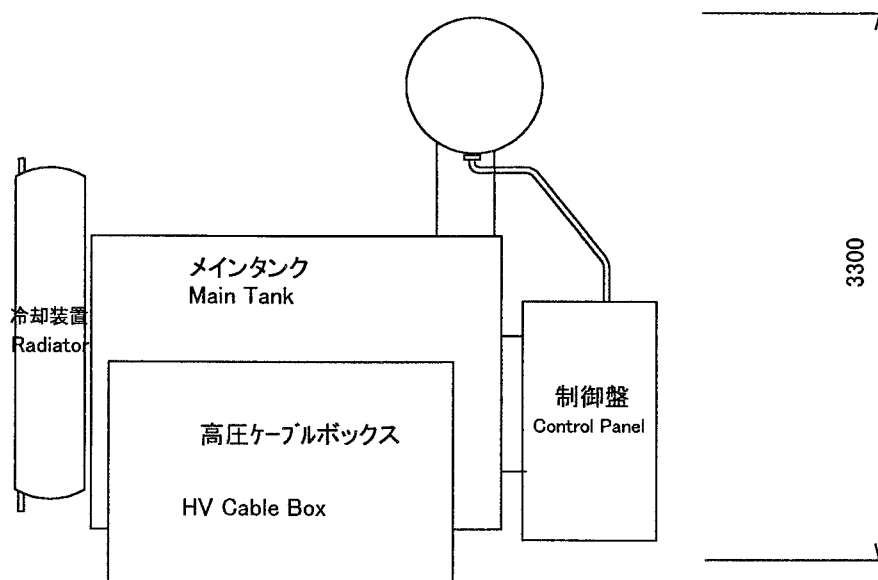 メインタンク
Main Tank
冷却装置
Radiator
高圧ケーブルボックス
HV Cable Box
制御盤
Control Panel
3300